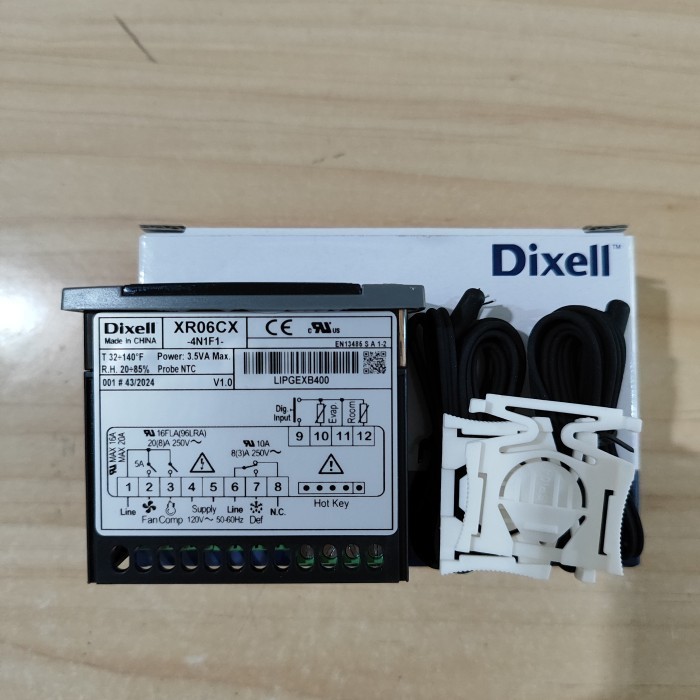 Dixell™
Dixell
Made in CHINA
XR06CX
-4N1F1-
CE c UL us
EN13486 S A 1-2
T 32÷140°F
Power: 3.5VA Max.
R.H. 20÷85%
Probe NTC
001 # 43/2024
V1.0
LIPGEXB400
Dig.
Input
Evap.
Room
9 10 11 12
MAX 16A
MAX 20A
16FLA(96LRA)
20(8)A 250V~
5A
10A
8(3)A 250V~
1 2 3 4 5 6 7 8
Line
Fan Comp
Supply
120V~ 50-60Hz
Line
Def
N.C.
Hot Key